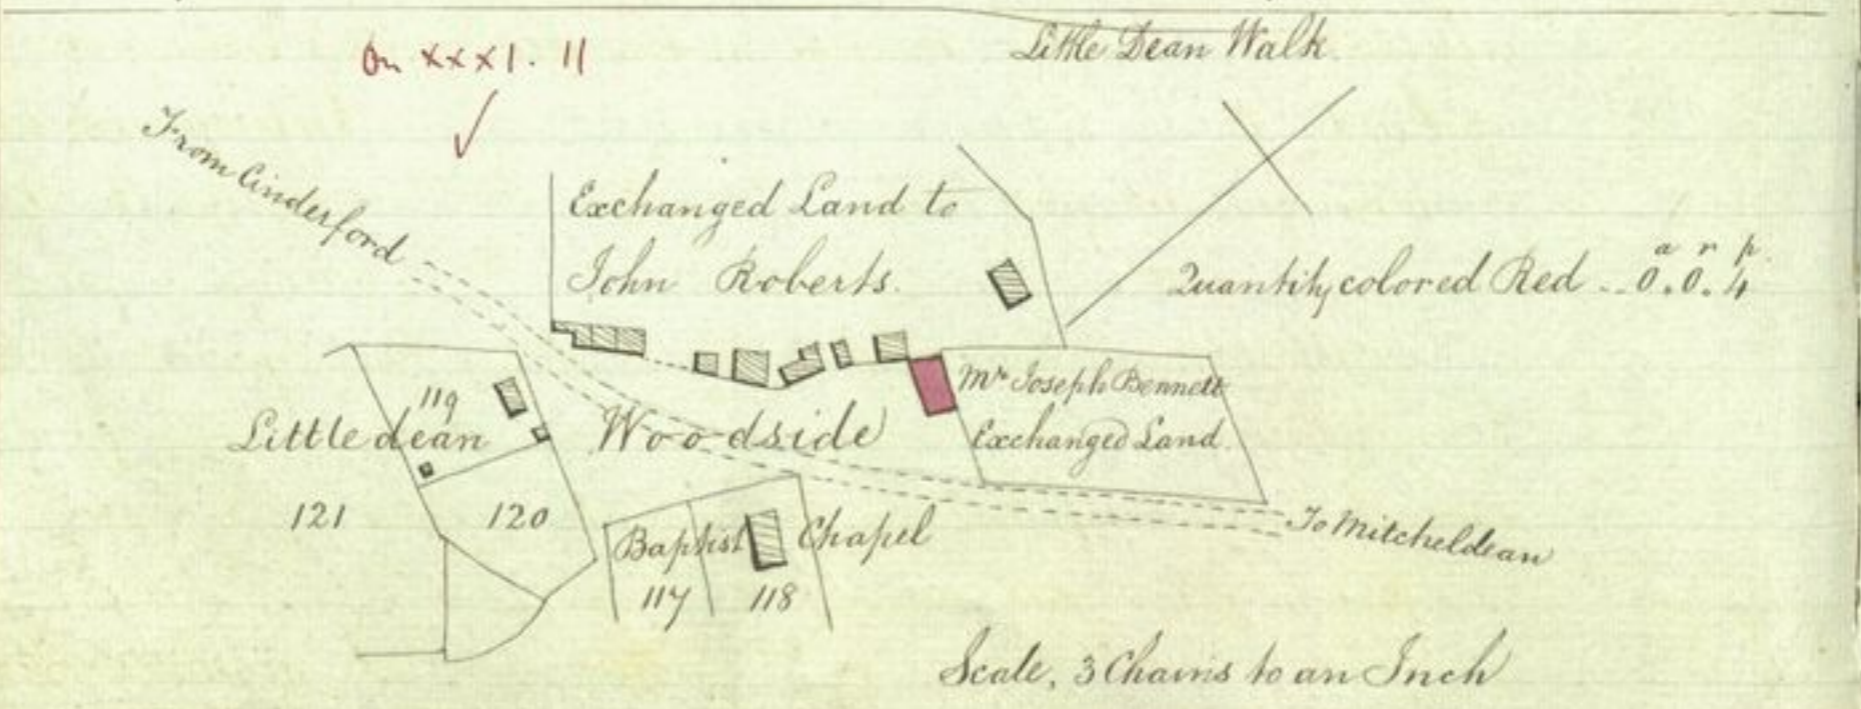 Little Dean Walk.
On xxxI. 11
From Cinderford
Exchanged Land to
John Roberts.
a r p.
Quantity colored Red - - 0 . 0 . 4
Mr Joseph Bennett
Exchanged Land.
119
Littledean Woodside
121
120
Baptist Chapel
117
118
To Mitcheldean
Scale, 3 Chains to an Inch